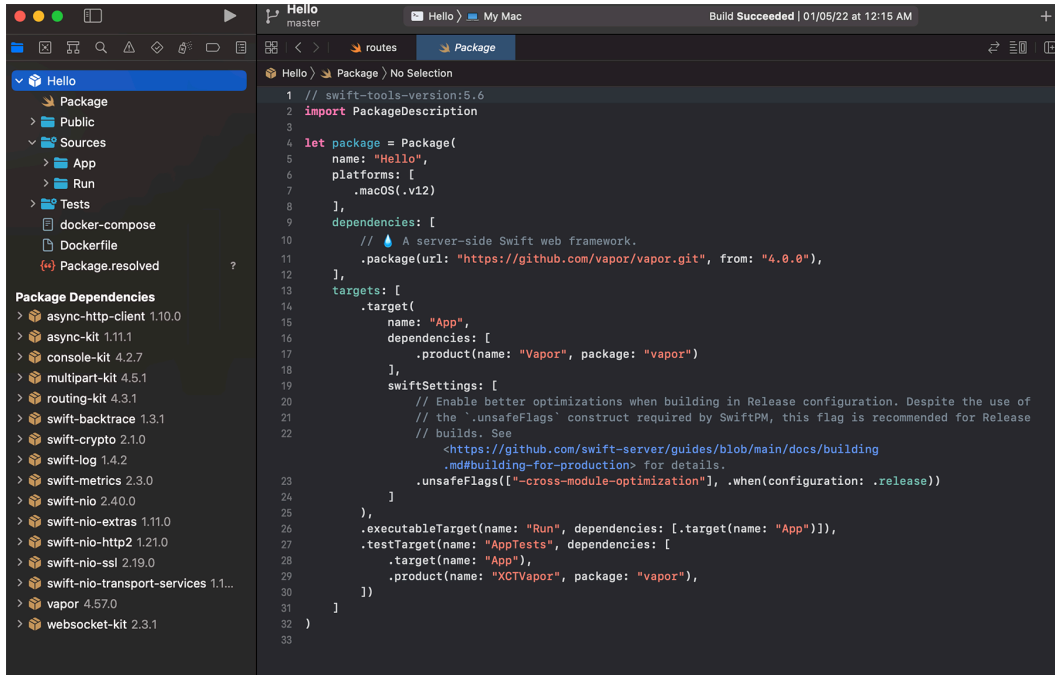 Hello
master
Hello 〉 My Mac
Build Succeeded | 01/05/22 at 12:15 AM
routes
Package
Hello 〉 Package 〉 No Selection
Hello
Package
Public
Sources
App
Run
Tests
docker-compose
Dockerfile
Package.resolved ?
Package Dependencies
async-http-client 1.10.0
async-kit 1.11.1
console-kit 4.2.7
multipart-kit 4.5.1
routing-kit 4.3.1
swift-backtrace 1.3.1
swift-crypto 2.1.0
swift-log 1.4.2
swift-metrics 2.3.0
swift-nio 2.40.0
swift-nio-extras 1.11.0
swift-nio-http2 1.21.0
swift-nio-ssl 2.19.0
swift-nio-transport-services 1.1...
vapor 4.57.0
websocket-kit 2.3.1
1 // swift-tools-version:5.6
2 import PackageDescription
3
4 let package = Package(
5     name: "Hello",
6     platforms: [
7        .macOS(.v12)
8     ],
9     dependencies: [
10         // 💧 A server-side Swift web framework.
11         .package(url: "https://github.com/vapor/vapor.git", from: "4.0.0"),
12     ],
13     targets: [
14         .target(
15             name: "App",
16             dependencies: [
17                 .product(name: "Vapor", package: "vapor")
18             ],
19             swiftSettings: [
20                 // Enable better optimizations when building in Release configuration. Despite the use of
21                 // the `.unsafeFlags` construct required by SwiftPM, this flag is recommended for Release
22                 // builds. See
<https://github.com/swift-server/guides/blob/main/docs/building
.md#building-for-production> for details.
23                 .unsafeFlags(["-cross-module-optimization"], .when(configuration: .release))
24             ]
25         ),
26         .executableTarget(name: "Run", dependencies: [.target(name: "App")]),
27         .testTarget(name: "AppTests", dependencies: [
28             .target(name: "App"),
29             .product(name: "XCTVapor", package: "vapor"),
30         ])
31     ]
32 )
33